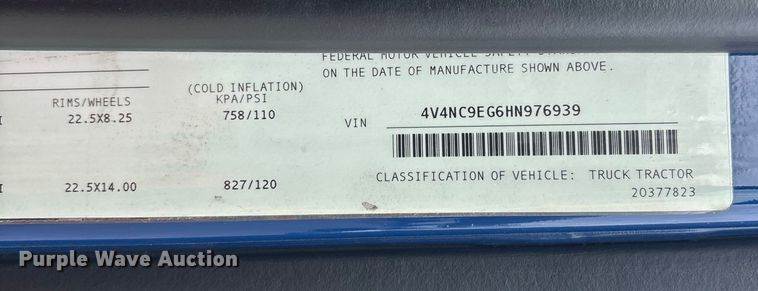 FEDERAL MOTOR VEHICLE SAFETY
ON THE DATE OF MANUFACTURE SHOWN ABOVE.
(COLD INFLATION)
RIMS/WHEELS KPA/PSI
22.5X8.25 758/110
VIN 4V4NC9EG6HN976939
22.5X14.00 827/120
CLASSIFICATION OF VEHICLE: TRUCK TRACTOR
20377823
Purple Wave Auction